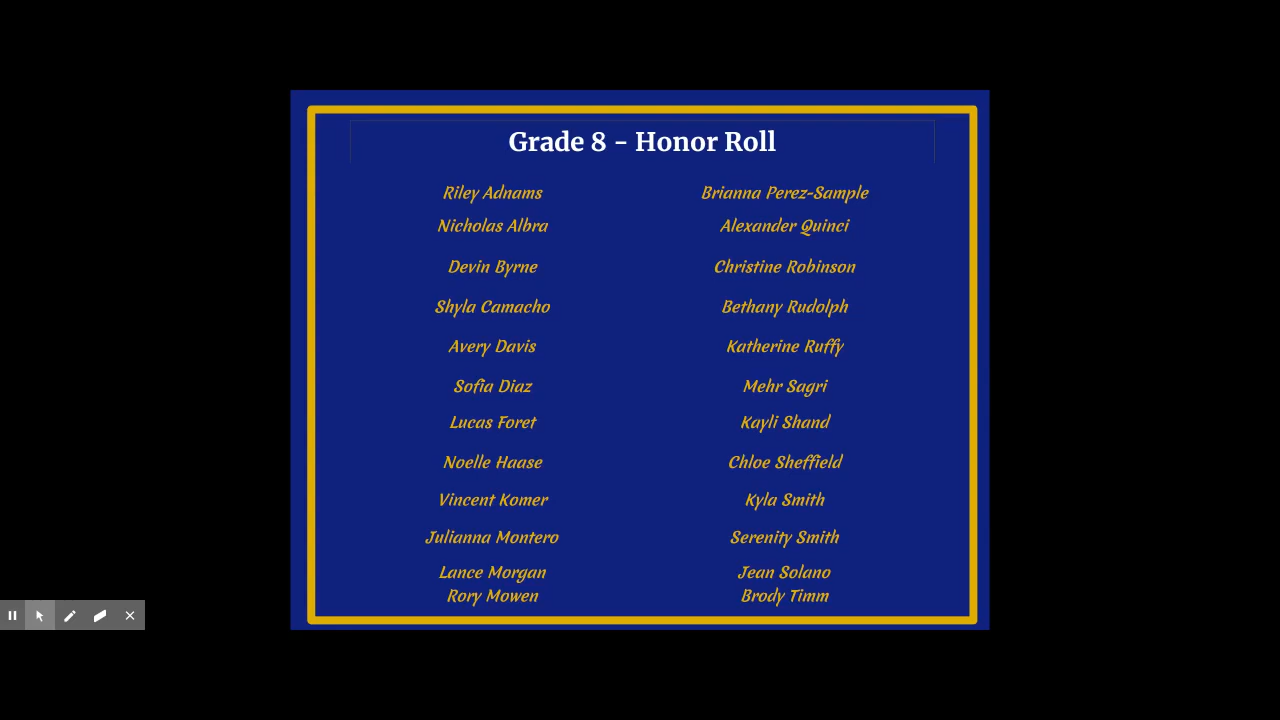 Grade 8 - Honor Roll
Riley Adnams
Nicholas Albra
Devin Byrne
Shyla Camacho
Avery Davis
Sofia Diaz
Lucas Foret
Noelle Haase
Vincent Komer
Julianna Montero
Lance Morgan
Rory Mowen
Brianna Perez-Sample
Alexander Quinci
Christine Robinson
Bethany Rudolph
Katherine Ruffy
Mehr Sagri
Kayli Shand
Chloe Sheffield
Kyla Smith
Serenity Smith
Jean Solano
Brody Timm